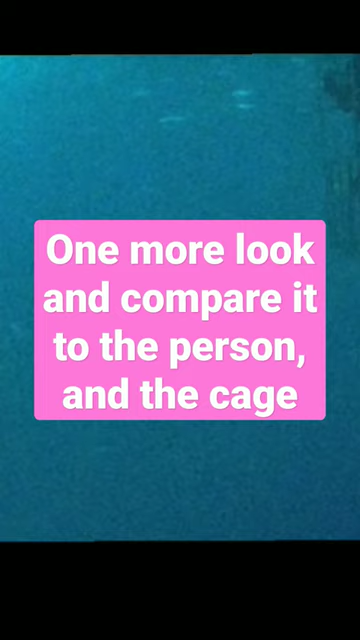 One more look
and compare it
to the person,
and the cage